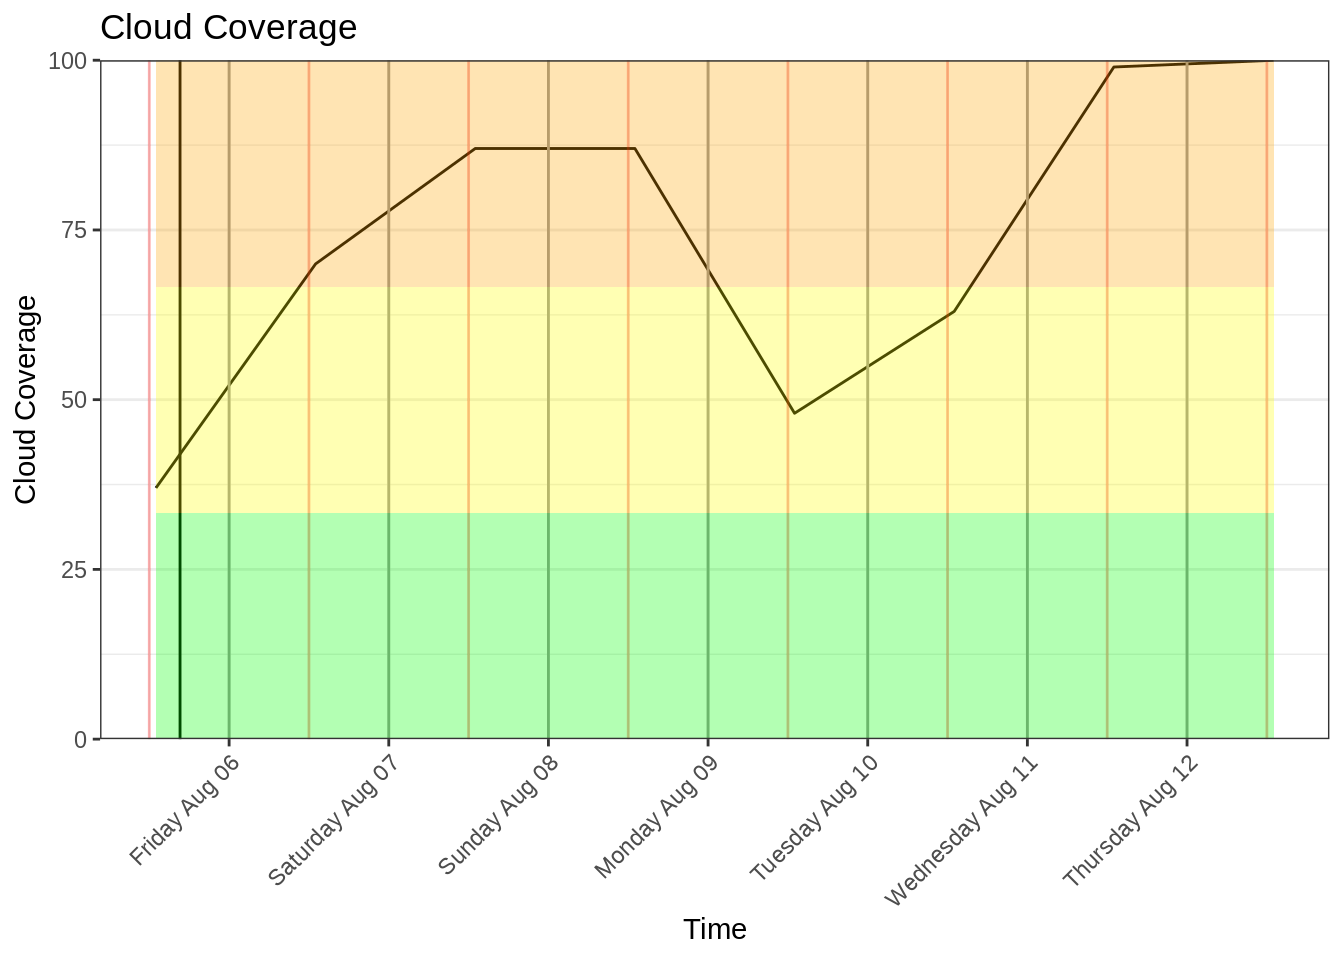 Cloud Coverage
100
75
50
25
0
Cloud Coverage
Friday Aug 06
Saturday Aug 07
Sunday Aug 08
Monday Aug 09
Tuesday Aug 10
Wednesday Aug 11
Thursday Aug 12
Time